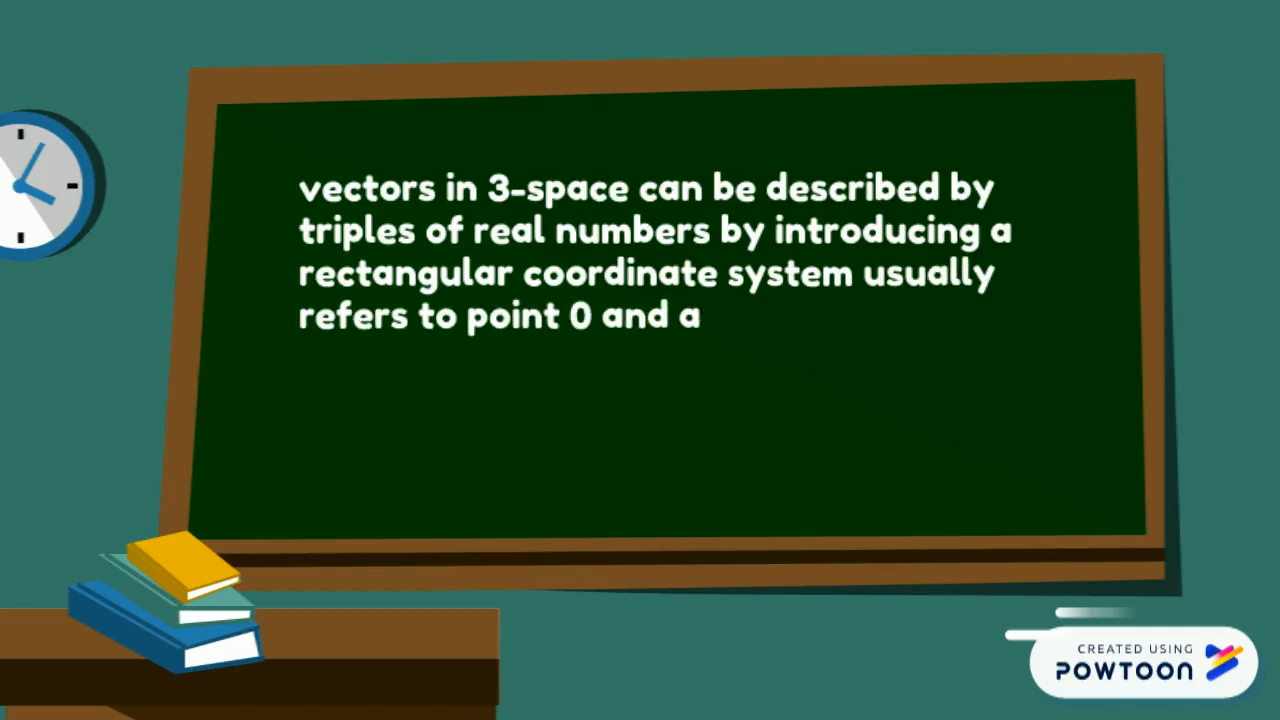 vectors in 3-space can be described by
triples of real numbers by introducing a
rectangular coordinate system usually
refers to point 0 and a
CREATED USING
POWTOON